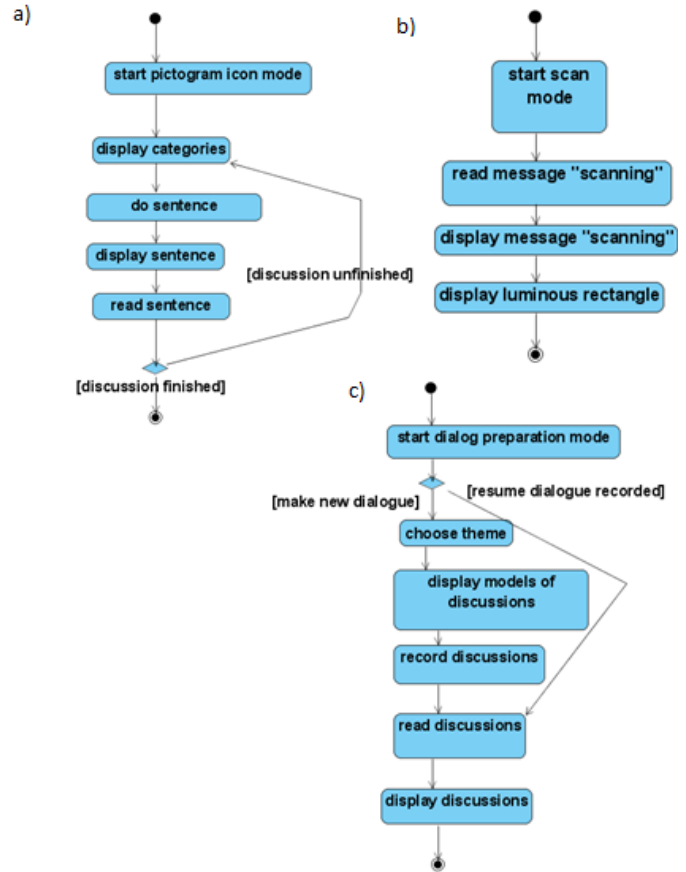 a)
start pictogram icon mode
display categories
do sentence
display sentence
[discussion unfinished]
read sentence
[discussion finished]
b)
start scan
mode
read message "scanning"
display message "scanning"
display luminous rectangle
c)
start dialog preparation mode
[make new dialogue]
[resume dialogue recorded]
choose theme
display models of
discussions
record discussions
read discussions
display discussions